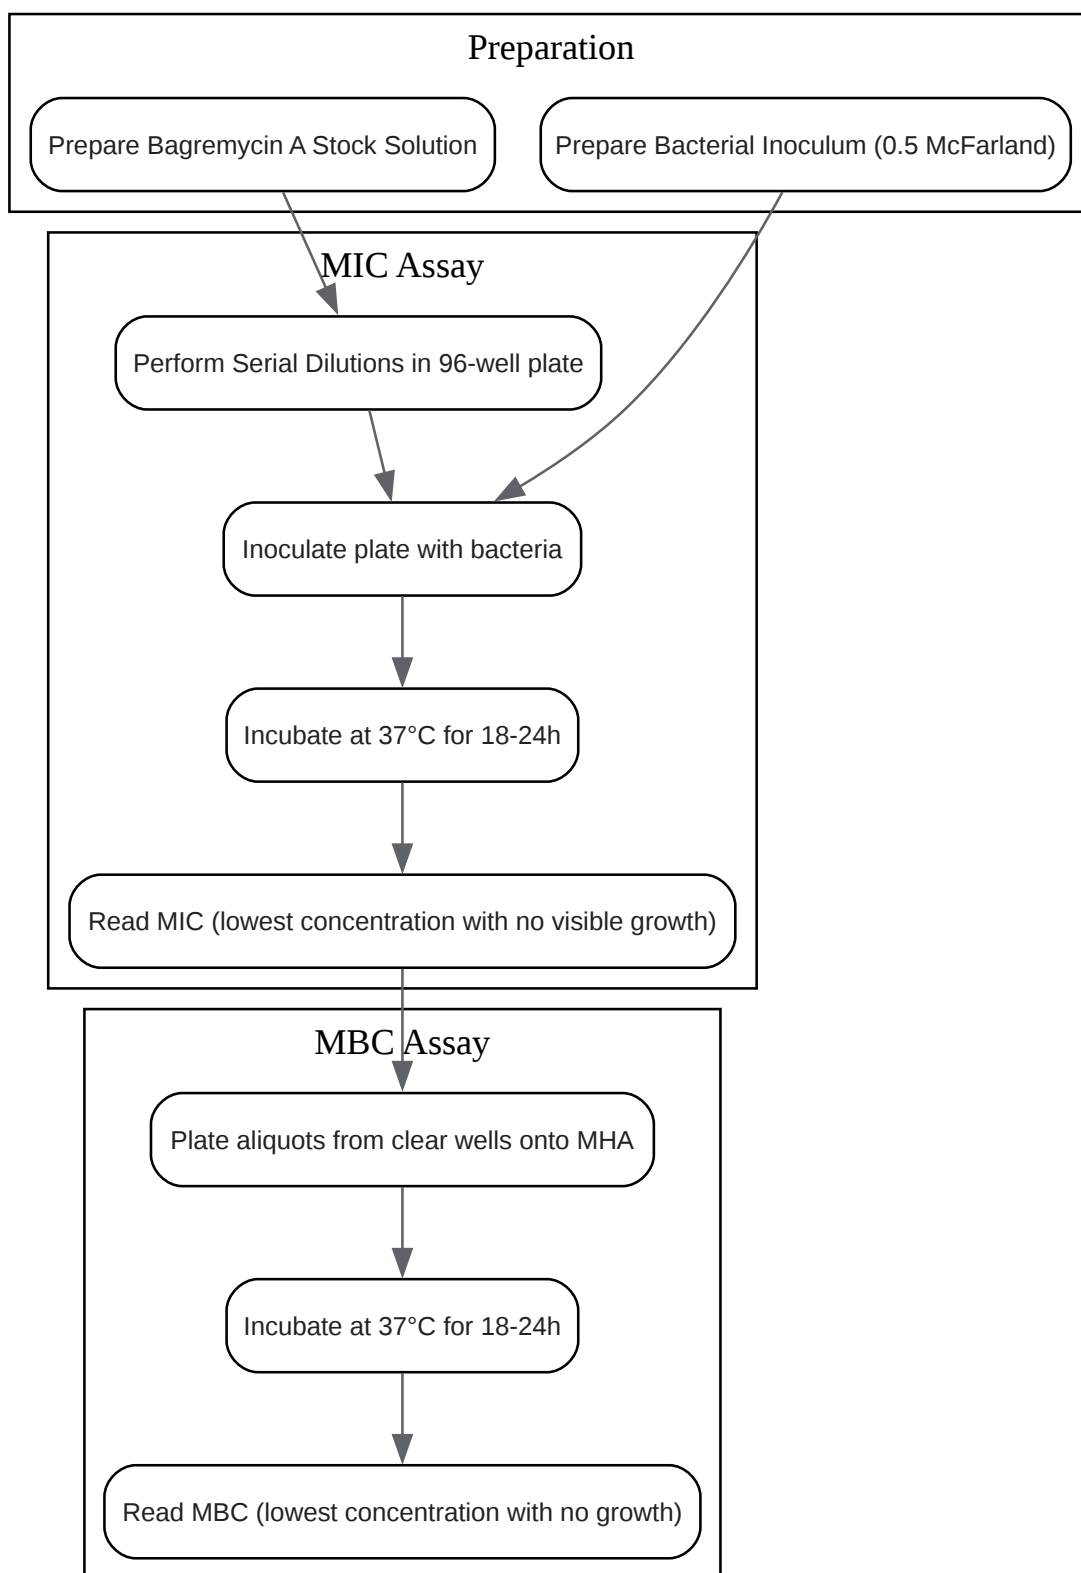 Preparation
Prepare Bagremycin A Stock Solution
Prepare Bacterial Inoculum (0.5 McFarland)
MIC Assay
Perform Serial Dilutions in 96-well plate
Inoculate plate with bacteria
Incubate at 37°C for 18-24h
Read MIC (lowest concentration with no visible growth)
MBC Assay
Plate aliquots from clear wells onto MHA
Incubate at 37°C for 18-24h
Read MBC (lowest concentration with no growth)